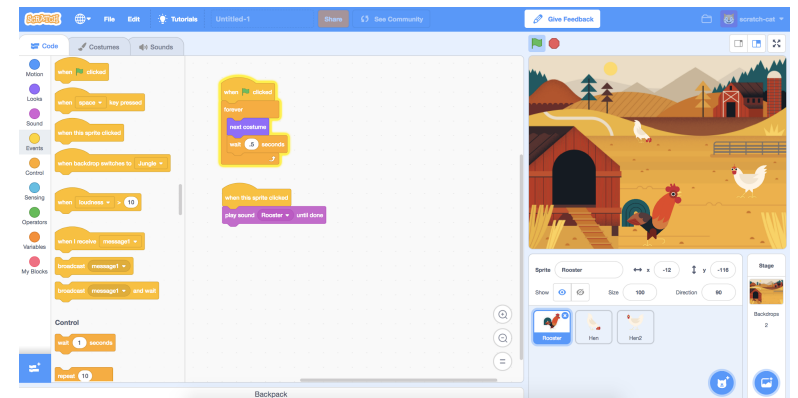 SCRATCH File Edit Tutorials Untitled-1 Share See Community Give Feedback scratch-cat
Code Costumes Sounds
Motion
Looks
Sound
Events
Control
Sensing
Operators
Variables
My Blocks
when clicked
when space key pressed
when this sprite clicked
when backdrop switches to Jungle
when loudness > 10
when I receive message1
broadcast message1
broadcast message1 and wait
Control
wait 1 seconds
repeat 10
when clicked
forever
next costume
wait .5 seconds
when this sprite clicked
play sound Rooster until done
Backpack
Sprite Rooster x -12 y -118
Show Size 100 Direction 90
Rooster Hen Hen2
Stage
Backdrops
2